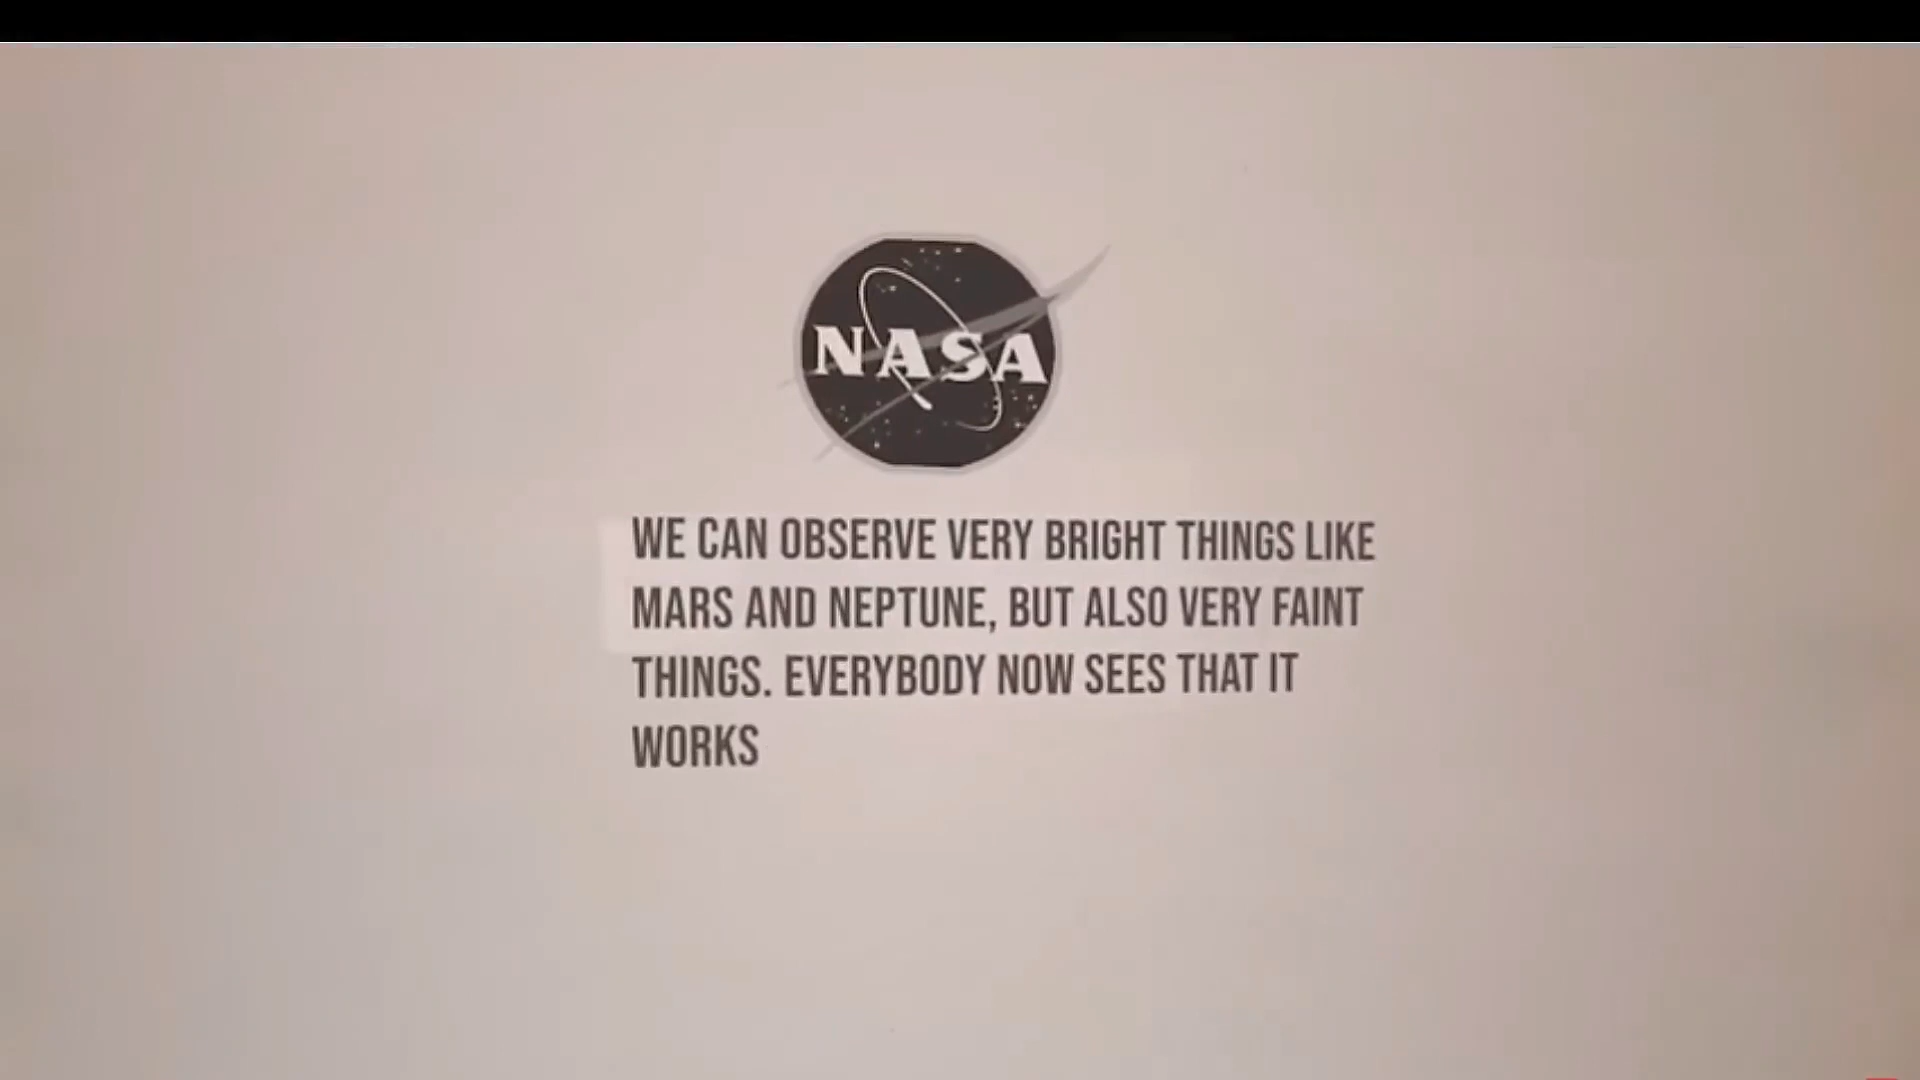 NASA
WE CAN OBSERVE VERY BRIGHT THINGS LIKE
MARS AND NEPTUNE, BUT ALSO VERY FAINT
THINGS. EVERYBODY NOW SEES THAT IT
WORKS